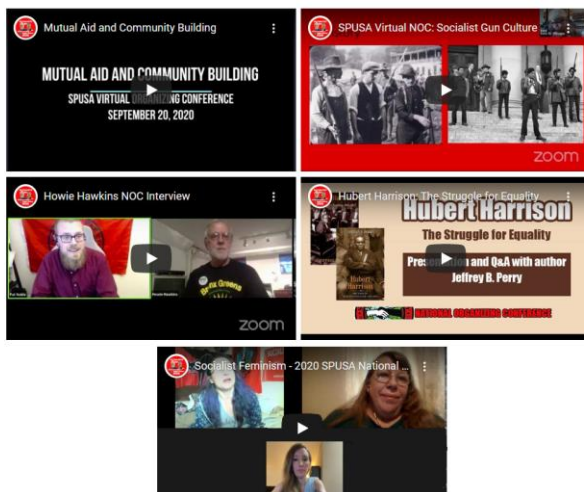 Mutual Aid and Community Building
MUTUAL AID AND COMMUNITY BUILDING
SPUSA VIRTUAL ORGANIZING CONFERENCE
SEPTEMBER 20, 2020
SPUSA Virtual NOC: Socialist Gun Culture
zoom
Howie Hawkins NOC Interview
Bronx Greens
zoom
Hubert Harrison: The Struggle for Equality
Hubert Harrison
The Struggle for Equality
Presentation and Q&A with author
Jeffrey B. Perry
NATIONAL ORGANIZING CONFERENCE
Socialist Feminism - 2020 SPUSA National ...